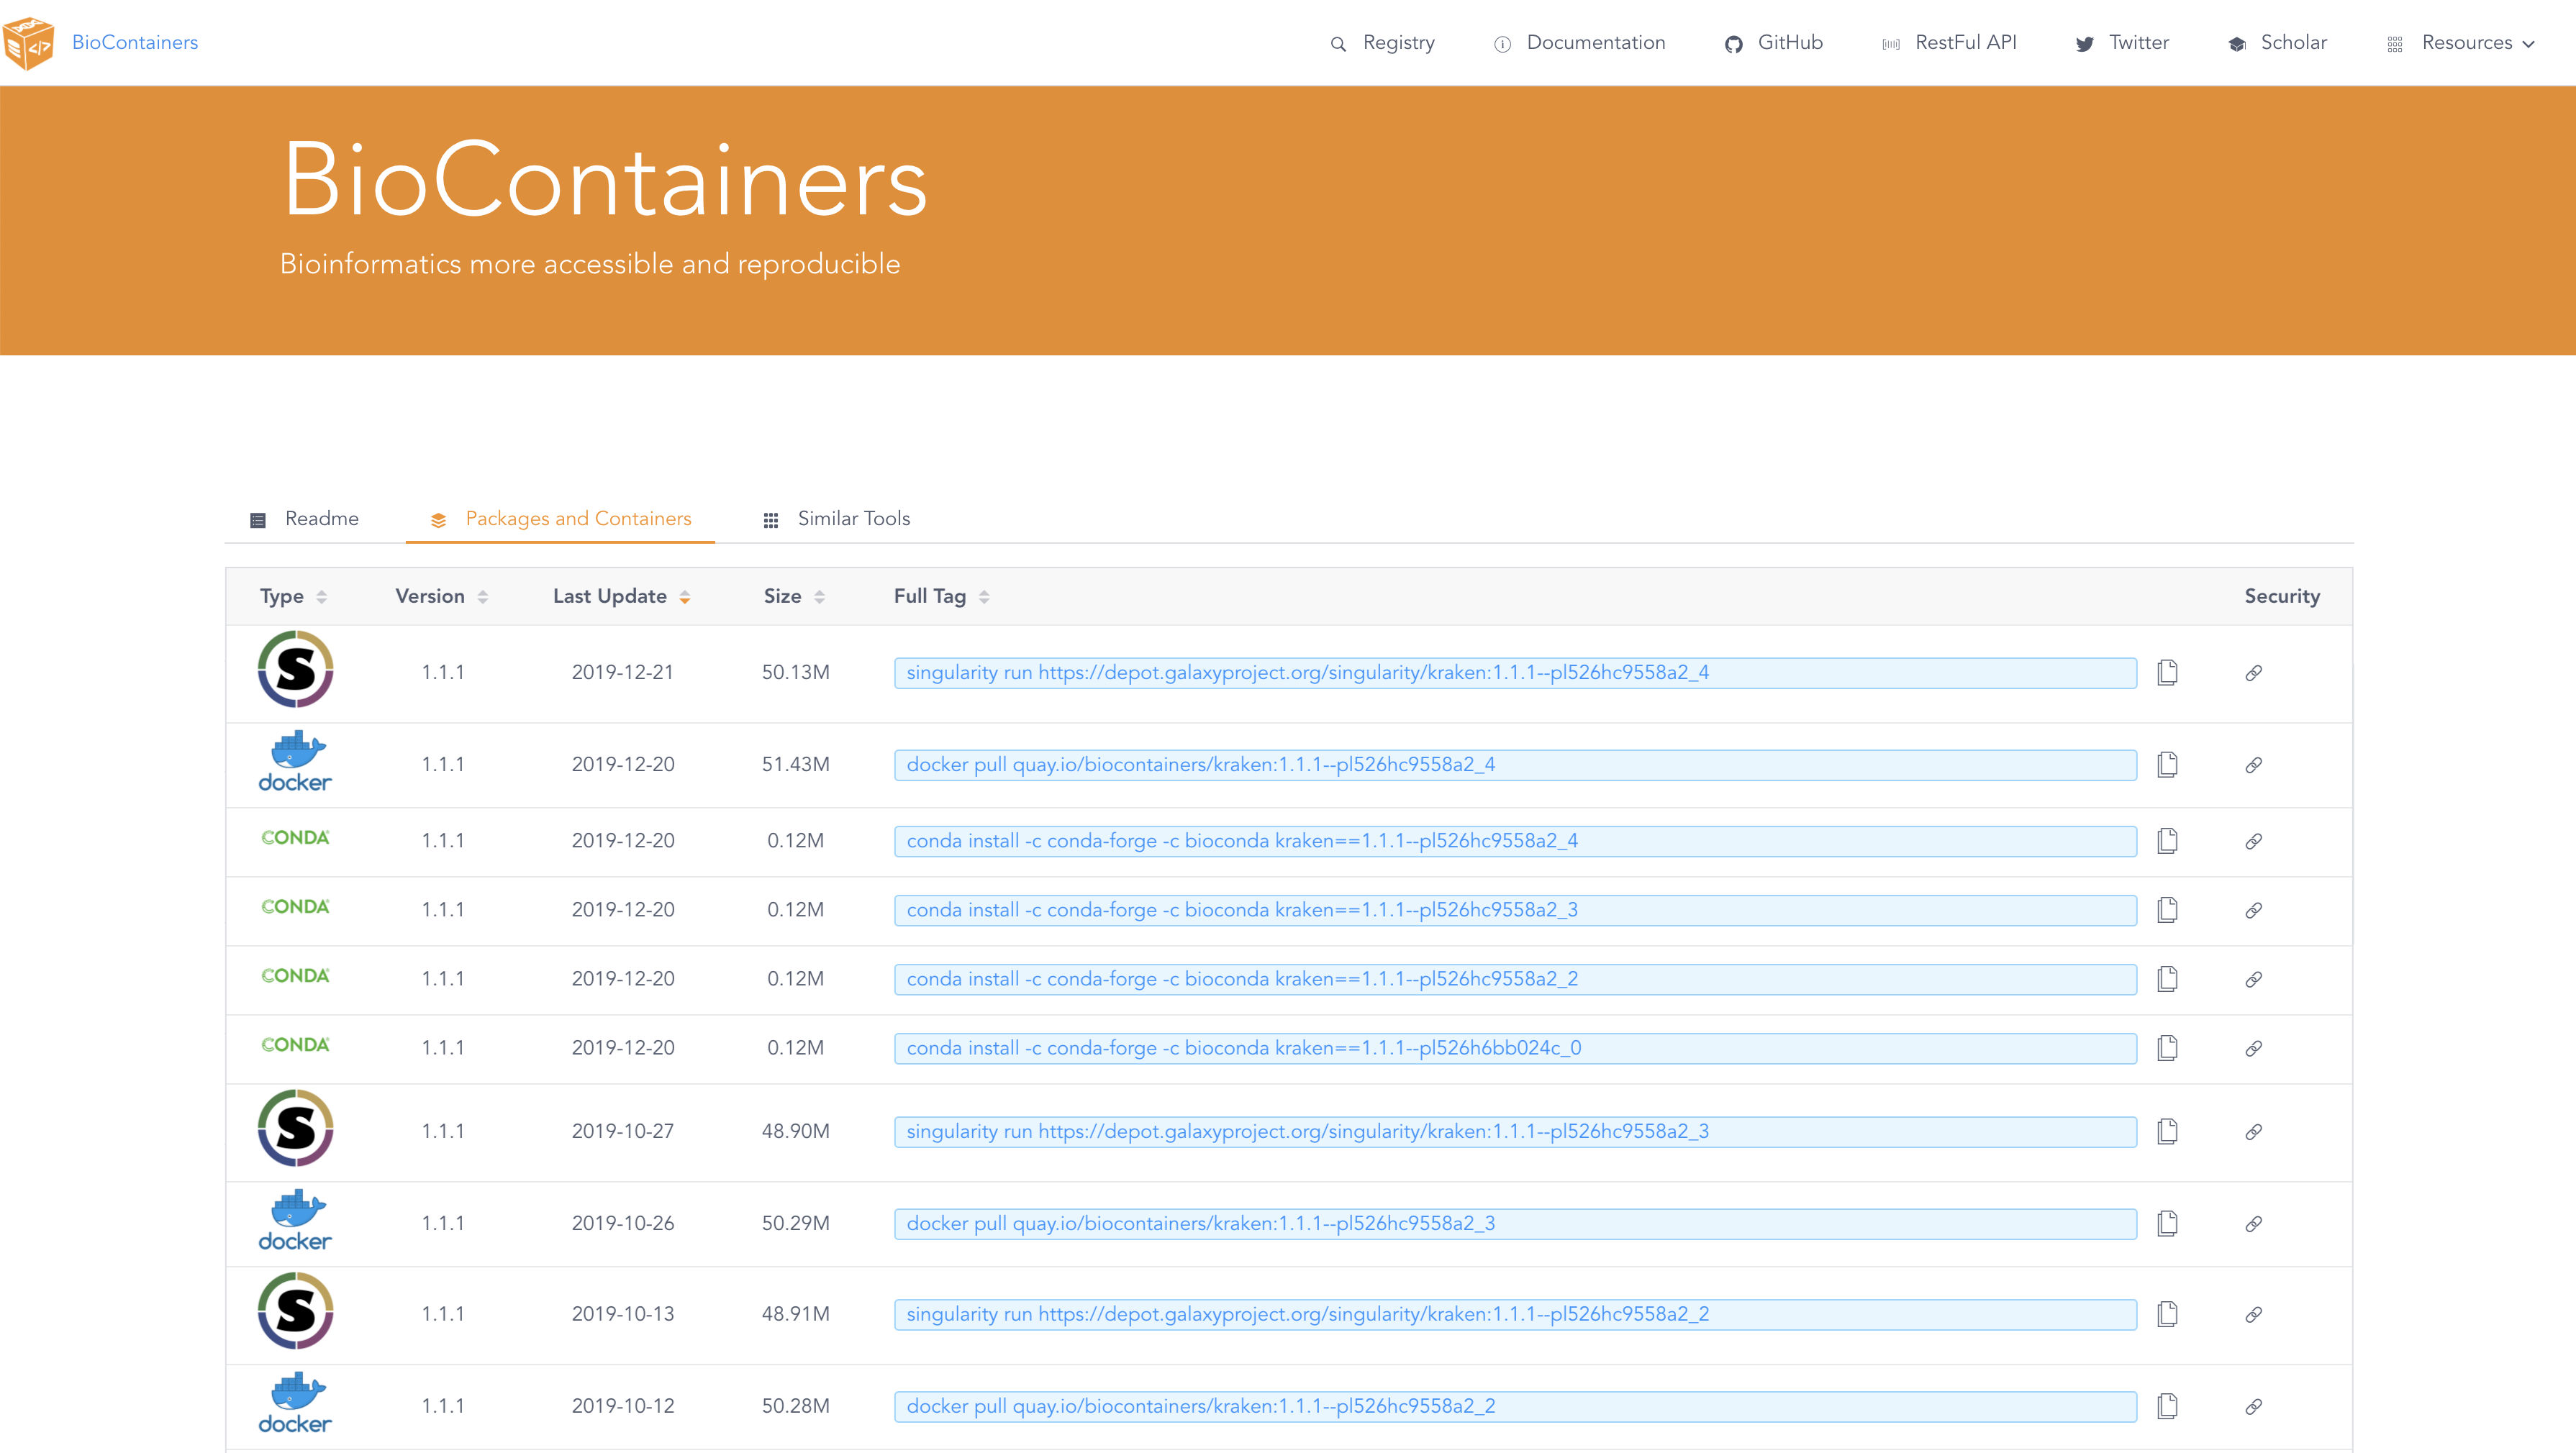 BioContainers
Registry
Documentation
GitHub
RestFul API
Twitter
Scholar
Resources
BioContainers
Bioinformatics more accessible and reproducible
Readme
Packages and Containers
Similar Tools
Type Version Last Update Size Full Tag Security
S 1.1.1 2019-12-21 50.13M singularity run https://depot.galaxyproject.org/singularity/kraken:1.1.1--pl526hc9558a2_4
docker 1.1.1 2019-12-20 51.43M docker pull quay.io/biocontainers/kraken:1.1.1--pl526hc9558a2_4
CONDA 1.1.1 2019-12-20 0.12M conda install -c conda-forge -c bioconda kraken==1.1.1--pl526hc9558a2_4
CONDA 1.1.1 2019-12-20 0.12M conda install -c conda-forge -c bioconda kraken==1.1.1--pl526hc9558a2_3
CONDA 1.1.1 2019-12-20 0.12M conda install -c conda-forge -c bioconda kraken==1.1.1--pl526hc9558a2_2
CONDA 1.1.1 2019-12-20 0.12M conda install -c conda-forge -c bioconda kraken==1.1.1--pl526h6bb024c_0
S 1.1.1 2019-10-27 48.90M singularity run https://depot.galaxyproject.org/singularity/kraken:1.1.1--pl526hc9558a2_3
docker 1.1.1 2019-10-26 50.29M docker pull quay.io/biocontainers/kraken:1.1.1--pl526hc9558a2_3
S 1.1.1 2019-10-13 48.91M singularity run https://depot.galaxyproject.org/singularity/kraken:1.1.1--pl526hc9558a2_2
docker 1.1.1 2019-10-12 50.28M docker pull quay.io/biocontainers/kraken:1.1.1--pl526hc9558a2_2